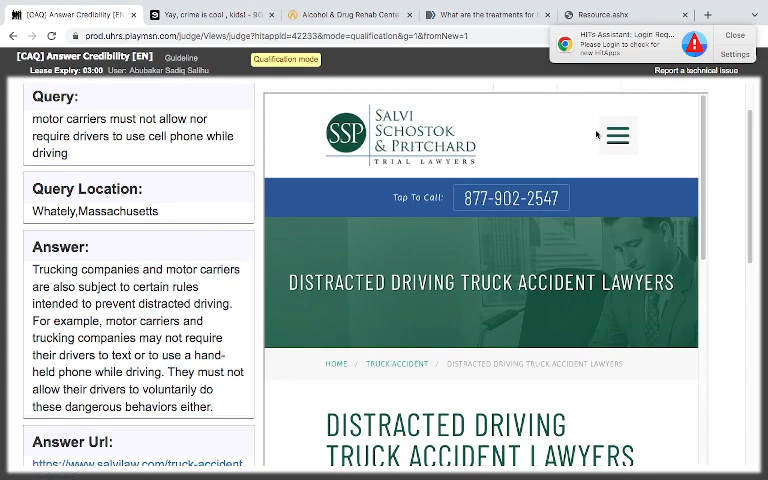 [CAQ] Answer Credibility [EN]
Yay, crime is cool , kids! - 9G
Alcohol & Drug Rehab Center
What are the treatments for h
Resource.ashx
prod.uhrs.playmsn.com/judge/Views/judge?hitappid=42233&mode=qualification&g=1&fromNew=1
HITs Assistant: Login Req...
Please Login to check for
new HitApps
Close
Settings
[CAQ] Answer Credibility [EN]
Guideline
Qualification mode
Lease Expiry: 03:00 User: Abubakar Sadiq Salihu
Report a technical issue
Query:
motor carriers must not allow nor
require drivers to use cell phone while
driving
Query Location:
Whately,Massachusetts
Answer:
Trucking companies and motor carriers
are also subject to certain rules
intended to prevent distracted driving.
For example, motor carriers and
trucking companies may not require
their drivers to text or to use a hand-
held phone while driving. They must not
allow their drivers to voluntarily do
these dangerous behaviors either.
Answer Url:
https://www.salvilaw.com/truck-accident
SSP
SALVI
SCHOSTOK
& PRITCHARD
TRIAL LAWYERS
Tap To Call:
877-902-2547
DISTRACTED DRIVING TRUCK ACCIDENT LAWYERS
HOME / TRUCK ACCIDENT / DISTRACTED DRIVING TRUCK ACCIDENT LAWYERS
DISTRACTED DRIVING
TRUCK ACCIDENT LAWYERS